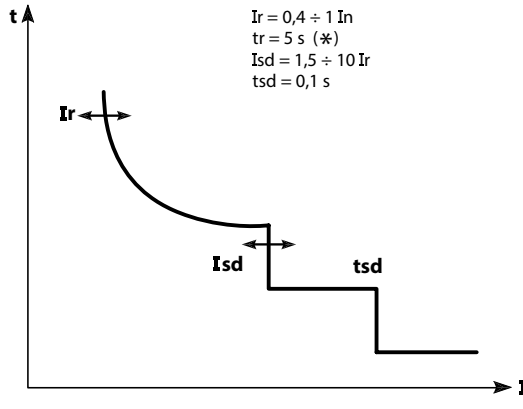 t
Ir = 0,4 ÷ 1 In
tr = 5 s (*)
Isd = 1,5 ÷ 10 Ir
tsd = 0,1 s
Ir
Isd
tsd
I